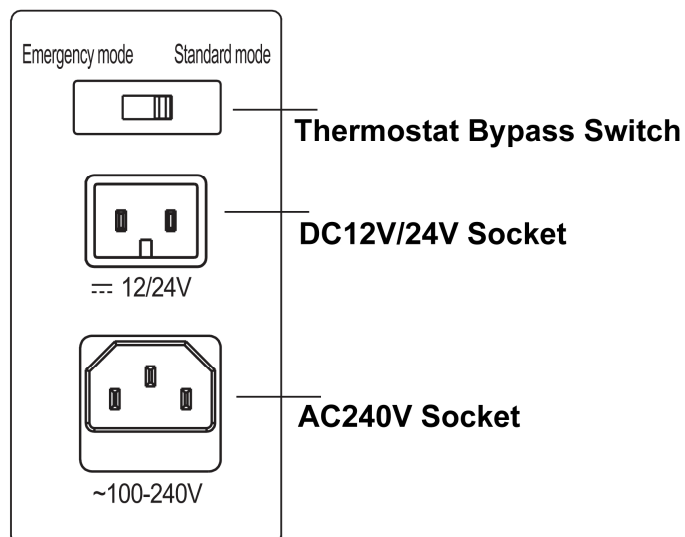 Emergency mode Standard mode
Thermostat Bypass Switch
DC12V/24V Socket
⎓ 12/24V
AC240V Socket
~100-240V